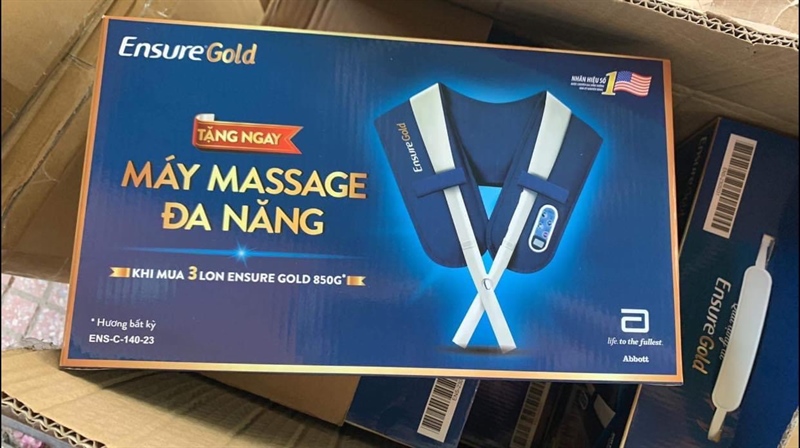 Ensure Gold
NHÃN HIỆU SỐ 1
TẶNG NGAY
MÁY MASSAGE
ĐA NĂNG
KHI MUA 3 LON ENSURE GOLD 850G*
* Hương bất kỳ
ENS-C-140-23
Ensure Gold
life. to the fullest.
Abbott
Ensure Gold